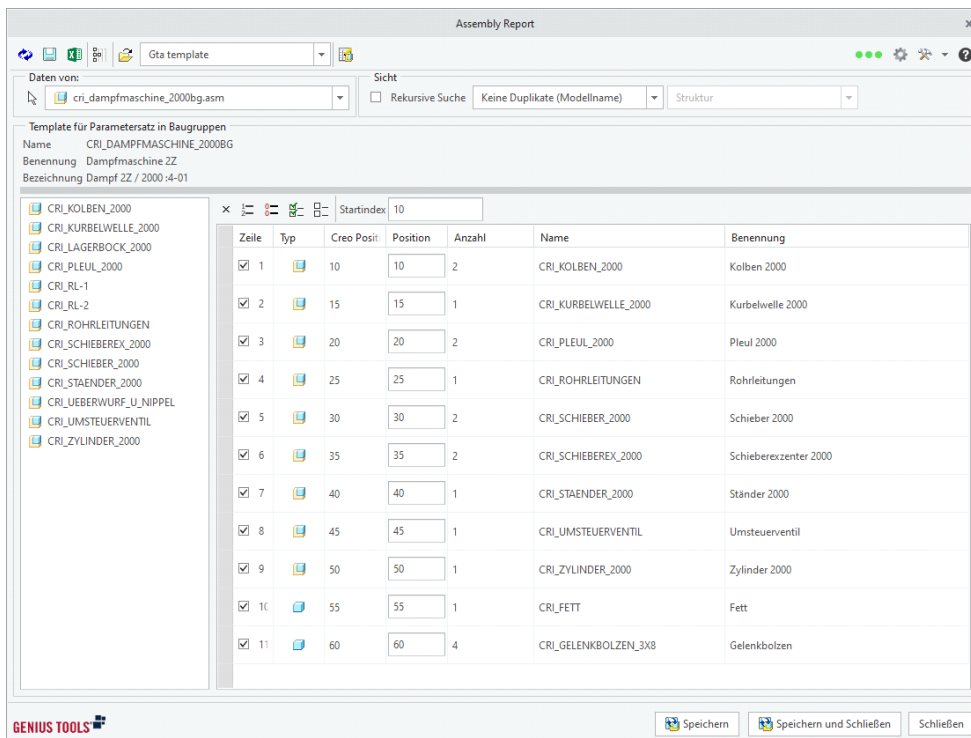 Assembly Report
Gta template
Daten von:
cri_dampfmaschine_2000bg.asm
Sicht
Rekursive Suche Keine Duplikate (Modellname) Struktur
Template für Parametersatz in Baugruppen
Name CRI_DAMPFMASCHINE_2000BG
Benennung Dampfmaschine 2Z
Bezeichnung Dampf 2Z / 2000 :4-01
CRI_KOLBEN_2000
CRI_KURBELWELLE_2000
CRI_LAGERBOCK_2000
CRI_PLEUL_2000
CRI_RL-1
CRI_RL-2
CRI_ROHRLEITUNGEN
CRI_SCHIEBEREX_2000
CRI_SCHIEBER_2000
CRI_STAENDER_2000
CRI_UEBERWURF_U_NIPPEL
CRI_UMSTEUERVENTIL
CRI_ZYLINDER_2000
Startindex 10
Zeile Typ Creo Posit Position Anzahl Name Benennung
1 10 10 2 CRI_KOLBEN_2000 Kolben 2000
2 15 15 1 CRI_KURBELWELLE_2000 Kurbelwelle 2000
3 20 20 2 CRI_PLEUL_2000 Pleul 2000
4 25 25 1 CRI_ROHRLEITUNGEN Rohrleitungen
5 30 30 2 CRI_SCHIEBER_2000 Schieber 2000
6 35 35 2 CRI_SCHIEBEREX_2000 Schieberexzenter 2000
7 40 40 1 CRI_STAENDER_2000 Ständer 2000
8 45 45 1 CRI_UMSTEUERVENTIL Umsteuerventil
9 50 50 1 CRI_ZYLINDER_2000 Zylinder 2000
10 55 55 1 CRI_FETT Fett
11 60 60 4 CRI_GELENKBOLZEN_3X8 Gelenkbolzen
GENIUS TOOLS
Speichern
Speichern und Schließen
Schließen